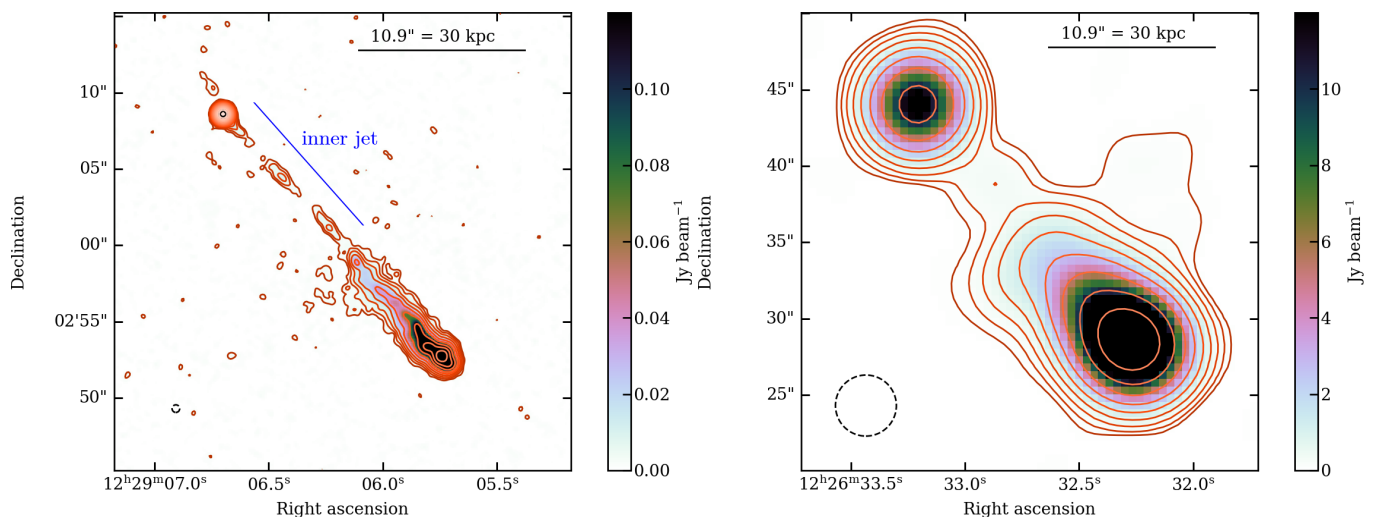 10.9" = 30 kpc
inner jet
10"
05"
00"
02'55"
50"
Declination
12ʰ29ᵐ07.0ˢ
06.5ˢ
06.0ˢ
05.5ˢ
Right ascension
0.10
0.08
0.06
0.04
0.02
0.00
Jy beam⁻¹
10.9" = 30 kpc
45"
40"
35"
30"
25"
Declination
12ʰ26ᵐ33.5ˢ
33.0ˢ
32.5ˢ
32.0ˢ
Right ascension
10
8
6
4
2
0
Jy beam⁻¹